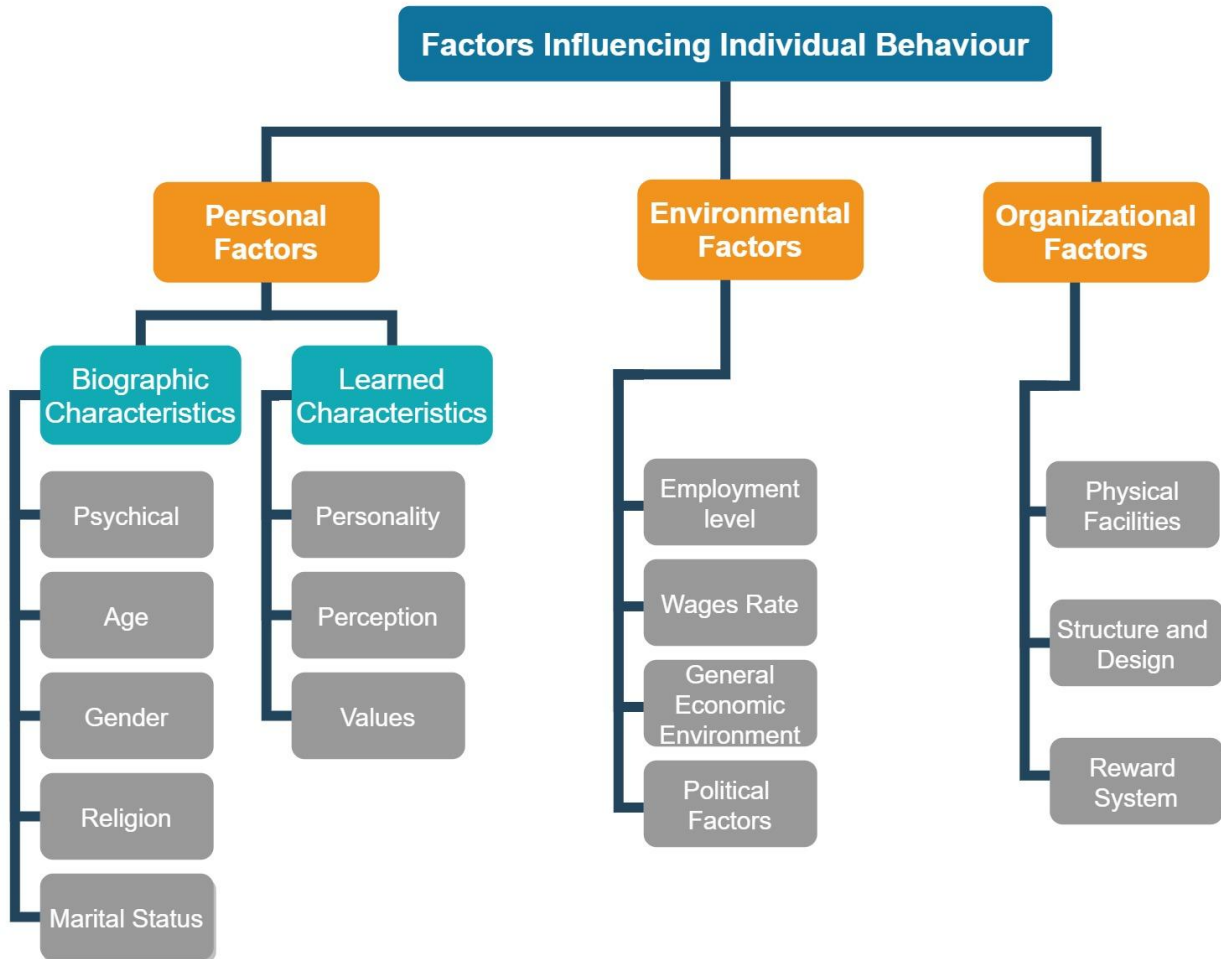 Factors Influencing Individual Behaviour
Personal
Factors
Environmental
Factors
Organizational
Factors
Biographic
Characteristics
Learned
Characteristics
Psychical
Age
Gender
Religion
Marital Status
Personality
Perception
Values
Employment
level
Wages Rate
General
Economic
Environment
Political
Factors
Physical
Facilities
Structure and
Design
Reward
System